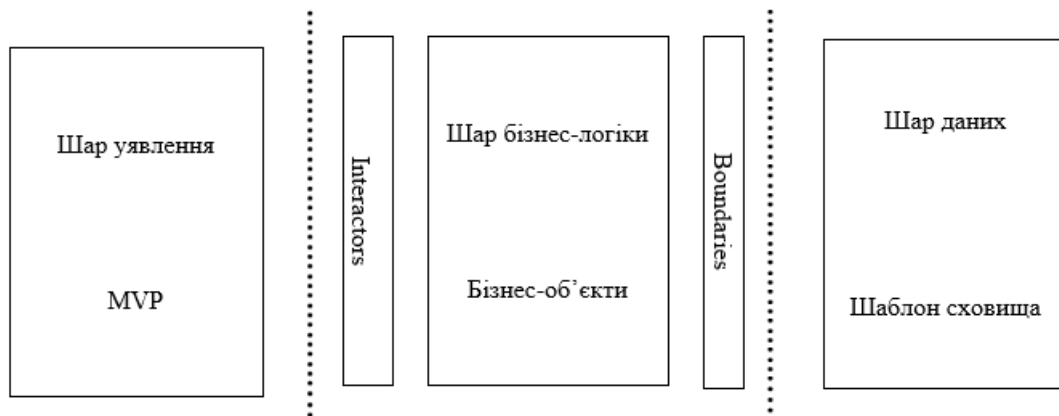 Шар уявлення
MVP
Interactors
Шар бізнес-логіки
Бізнес-об’єкти
Boundaries
Шар даних
Шаблон сховища